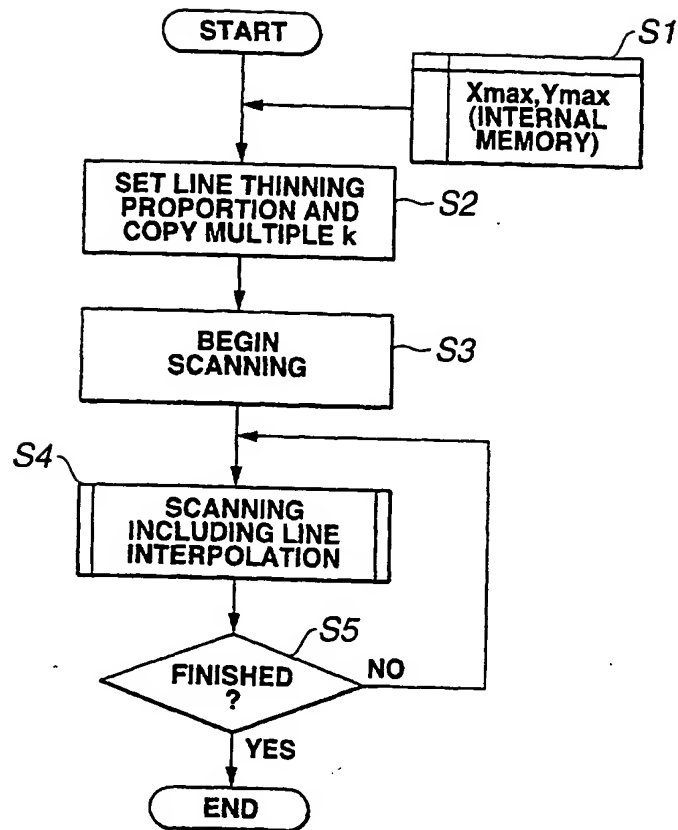 START
S1
Xmax,Ymax
(INTERNAL
MEMORY)
SET LINE THINNING
PROPORTION AND
COPY MULTIPLE k
S2
BEGIN
SCANNING
S3
S4
SCANNING
INCLUDING LINE
INTERPOLATION
S5
FINISHED
?
NO
YES
END